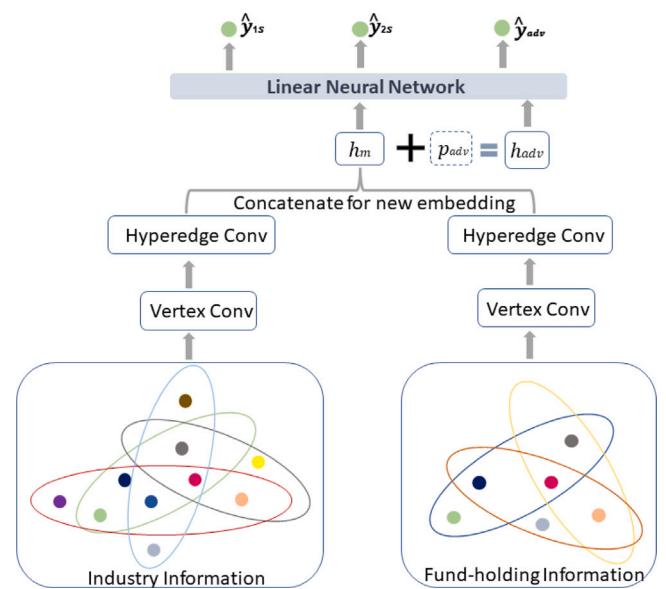 ŷ1s ŷ2s ŷadv
Linear Neural Network
hm + padv = hadv
Concatenate for new embedding
Hyperedge Conv Hyperedge Conv
Vertex Conv Vertex Conv
Industry Information Fund-holding Information